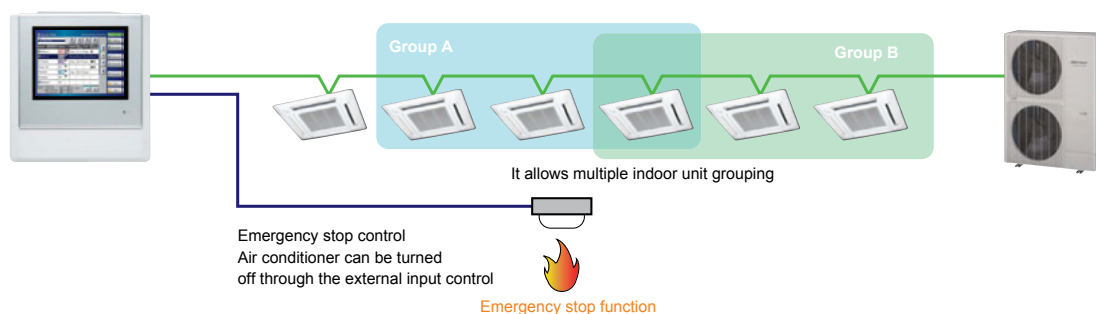 Group A
Group B
It allows multiple indoor unit grouping
Emergency stop control
Air conditioner can be turned
off through the external input control
Emergency stop function